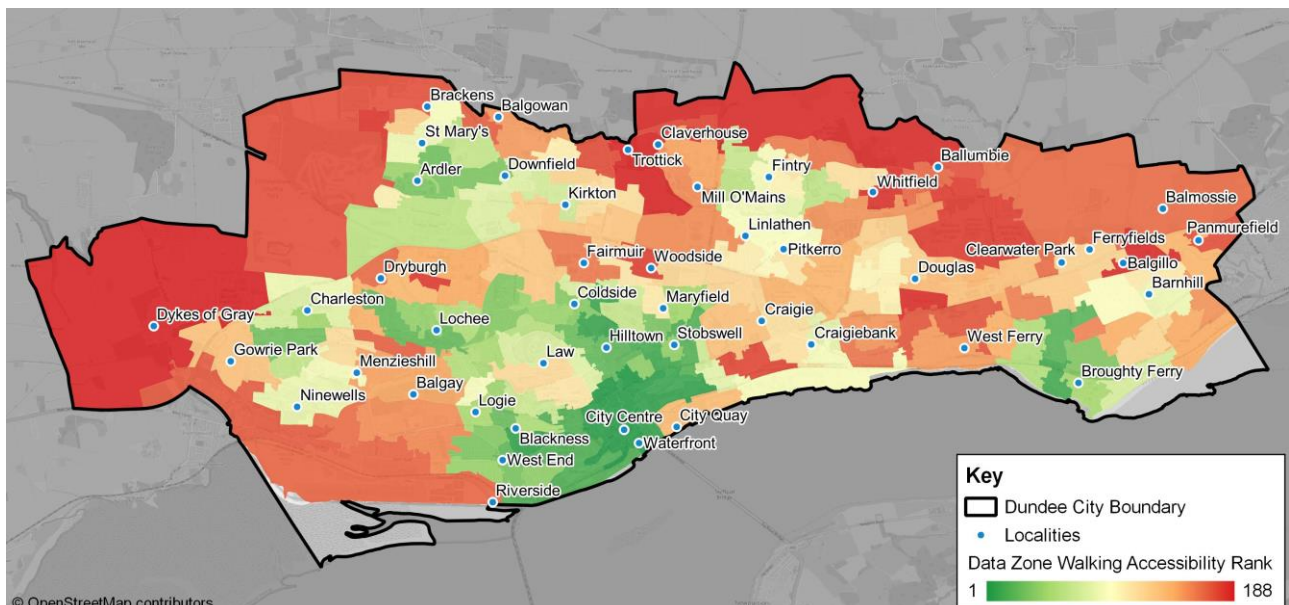 Brackens
Balgowan
St Mary's
Claverhouse
Trottick
Ardler
Downfield
Fintry
Ballumbie
Whitfield
Kirkton
Mill O'Mains
Balmossie
Linlathen
Pitkerro
Panmurefield
Ferryfields
Clearwater Park
Balgillo
Fairmuir
Woodside
Dryburgh
Douglas
Barnhill
Charleston
Coldside
Maryfield
Dykes of Gray
Lochee
Craigie
Hilltown
Stobswell
Craigiebank
West Ferry
Gowrie Park
Law
Menzieshill
Broughty Ferry
Ninewells
Balgay
Logie
City Centre
City Quay
Blackness
Waterfront
West End
Riverside
Key
Dundee City Boundary
Localities
Data Zone Walking Accessibility Rank
1 188
© OpenStreetMap contributors